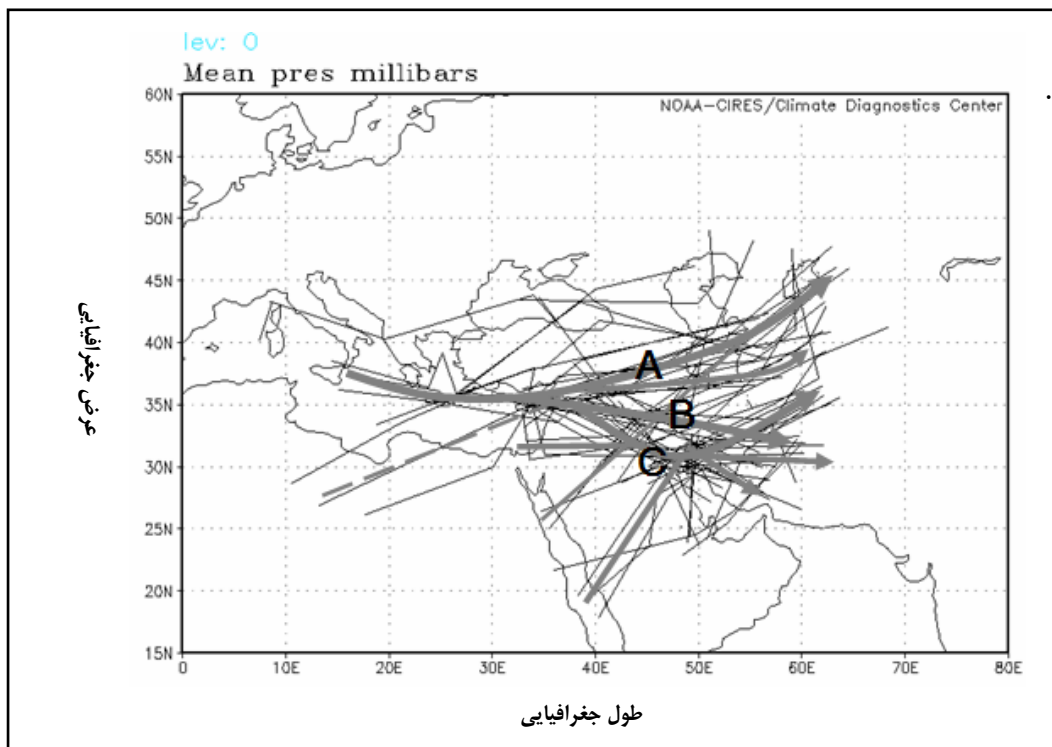 lev: 0
Mean pres millibars
NOAA-CIRES/Climate Diagnostics Center
60N
55N
50N
45N
40N
35N
30N
25N
20N
15N
A
B
C
0 10E 20E 30E 40E 50E 60E 70E 80E
عرض جغرافیایی
طول جغرافیایی